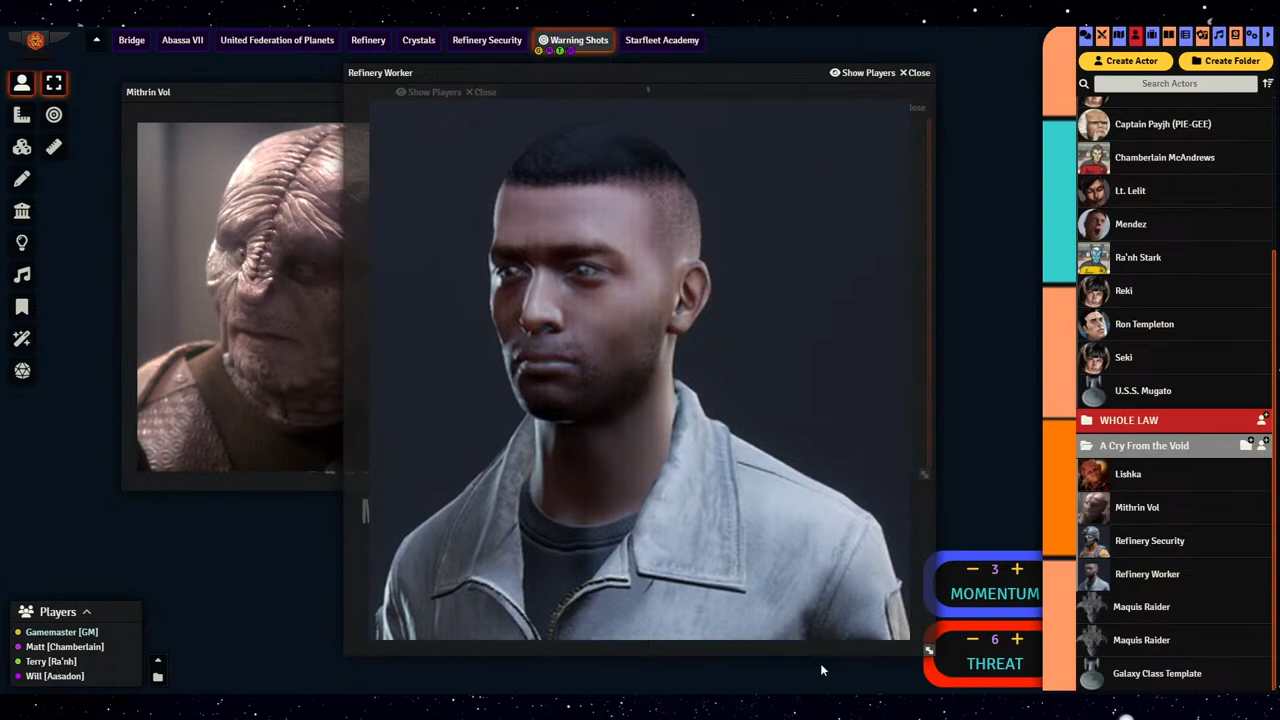 Bridge
Abassa VII
United Federation of Planets
Refinery
Crystals
Refinery Security
Warning Shots
Starfleet Academy
G M T W
Create Actor
Create Folder
Search Actors
Mithrin Vol
Show Players
Close
Refinery Worker
Show Players
Close
lose
Captain Payjh (PIE-GEE)
Chamberlain McAndrews
Lt. Lelit
Mendez
Ra'nh Stark
Reki
Ron Templeton
Seki
U.S.S. Mugato
WHOLE LAW
A Cry From the Void
Lishka
Mithrin Vol
Refinery Security
Refinery Worker
Maquis Raider
Maquis Raider
Galaxy Class Template
3
MOMENTUM
6
THREAT
Players
Gamemaster [GM]
Matt [Chamberlain]
Terry [Ra'nh]
Will [Aasadon]